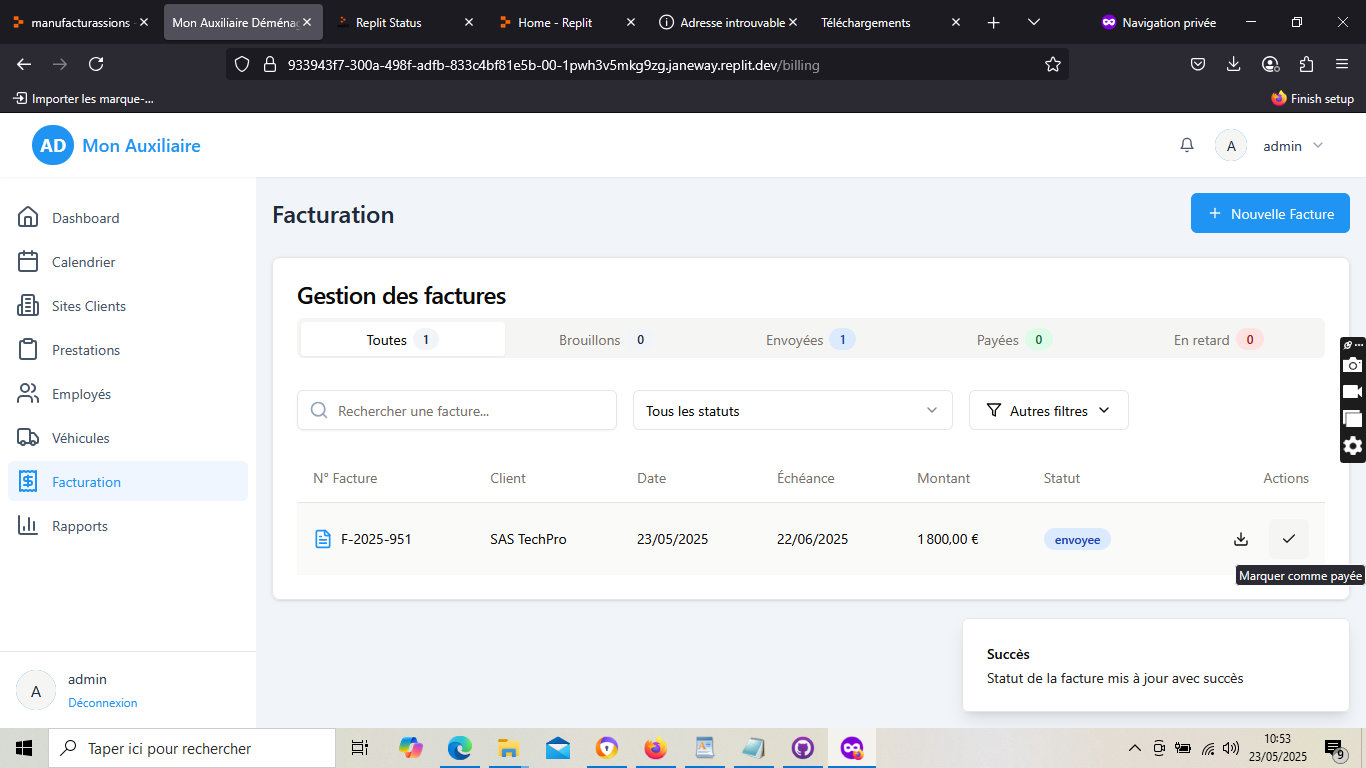 manufacturassions
Mon Auxiliaire Déména
Replit Status
Home - Replit
Adresse introuvable
Téléchargements
Navigation privée
933943f7-300a-498f-adfb-833c4bf81e5b-00-1pwh3v5mkg9zg.janeway.replit.dev/billing
Importer les marque-...
Finish setup
AD Mon Auxiliaire
A admin
Dashboard
Calendrier
Sites Clients
Prestations
Employés
Véhicules
Facturation
Rapports
A admin
Déconnexion
Facturation
+ Nouvelle Facture
Gestion des factures
Toutes 1 Brouillons 0 Envoyées 1 Payées 0 En retard 0
Rechercher une facture... Tous les statuts Autres filtres
N° Facture Client Date Échéance Montant Statut Actions
F-2025-951 SAS TechPro 23/05/2025 22/06/2025 1 800,00 € envoyee
Marquer comme payée
Succès
Statut de la facture mis à jour avec succès
Taper ici pour rechercher
10:53
23/05/2025
9